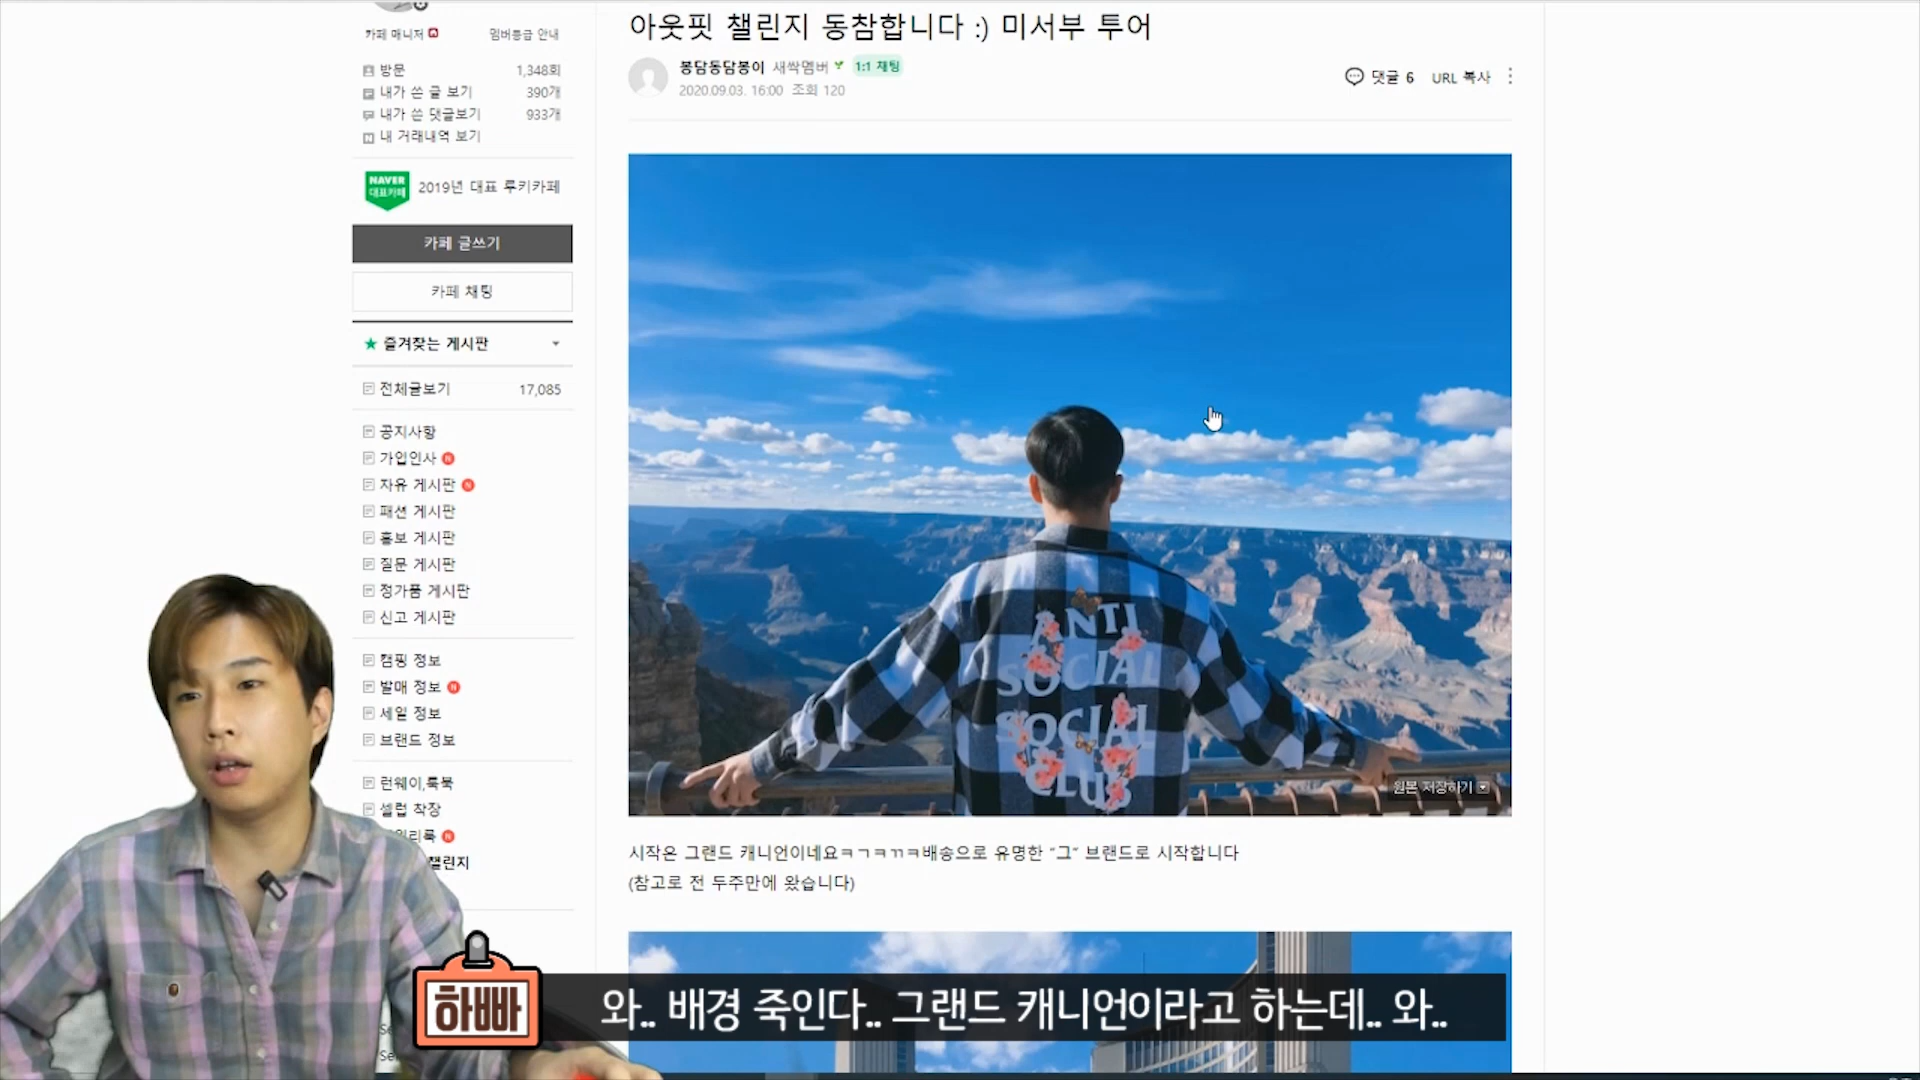 카페 매니저
멤버등급 안내
방문 1,348회
내가 쓴 글 보기 390개
내가 쓴 댓글보기 933개
내 거래내역 보기
NAVER
대표카페
2019년 대표 루키카페
카페 글쓰기
카페 채팅
즐겨찾는 게시판
전체글보기 17,085
공지사항
가입인사 N
자유 게시판 N
패션 게시판
홍보 게시판
질문 게시판
정가품 게시판
신고 게시판
캠핑 정보
발매 정보 N
세일 정보
브랜드 정보
런웨이,룩북
셀럽 착장
리룩 N
챌린지
아웃핏 챌린지 동참합니다 :) 미서부 투어
봉담동담봉이 새싹멤버 1:1 채팅
2020.09.03. 16:00 조회 120
댓글 6 URL 복사
ANTI
SOCIAL
SOCIAL
CLUB
원본 저장하기
시작은 그랜드 캐니언이네요ㅋㄱㅋㄲㅋ배송으로 유명한 "그" 브랜드로 시작합니다
(참고로 전 두주만에 왔습니다)
하빠
와.. 배경 죽인다.. 그랜드 캐니언이라고 하는데.. 와..